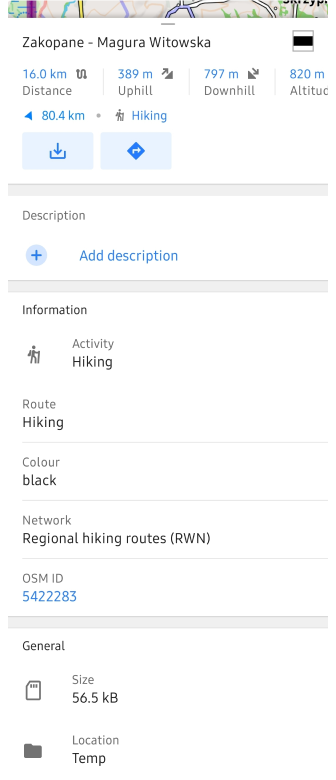 Zakopane - Magura Witowska
16.0 km 389 m 797 m 820 m
Distance Uphill Downhill
80.4 km • Hiking
Description
Add description
Information
Activity
Hiking
Route
Hiking
Colour
black
Network
Regional hiking routes (RWN)
OSM ID
5422283
General
Size
56.5 kB
Location
Temp